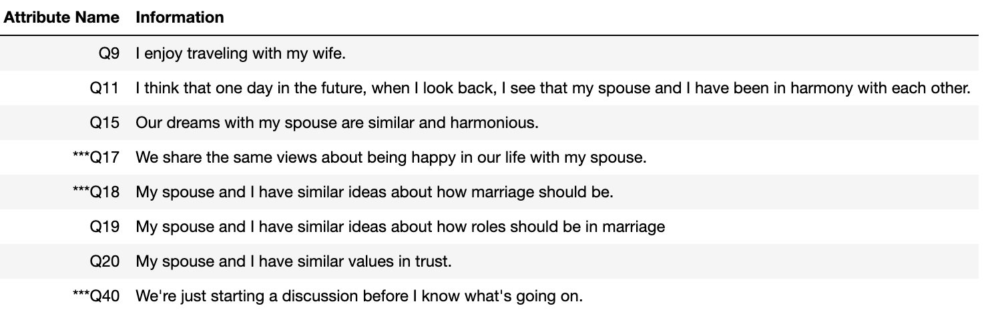 Attribute Name Information
Q9 I enjoy traveling with my wife.
Q11 I think that one day in the future, when I look back, I see that my spouse and I have been in harmony with each other.
Q15 Our dreams with my spouse are similar and harmonious.
***Q17 We share the same views about being happy in our life with my spouse.
***Q18 My spouse and I have similar ideas about how marriage should be.
Q19 My spouse and I have similar ideas about how roles should be in marriage
Q20 My spouse and I have similar values in trust.
***Q40 We're just starting a discussion before I know what's going on.